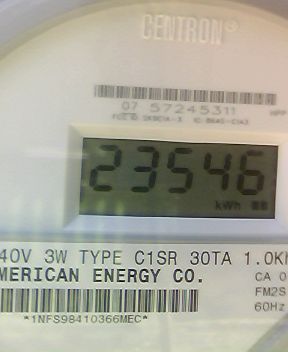 CENTRON®
07 57245311
23546
kWh
40V 3W TYPE C1SR 30TA 1.0K
MERICAN ENERGY CO.
CA 0
FM2S
60Hz
*1NFS98410366MEC*